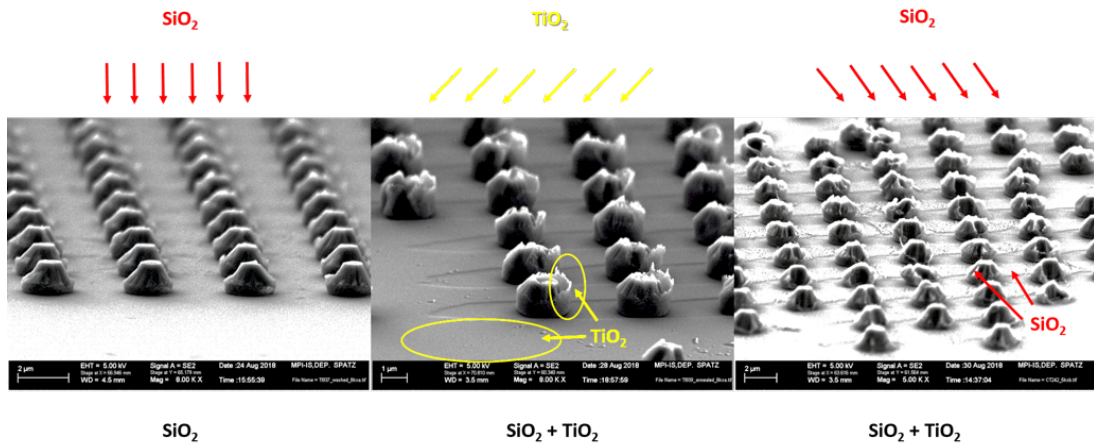 SiO₂
TiO₂
SiO₂
TiO₂
SiO₂
2 µm
EHT = 5.00 kV
WD = 4.5 mm
Signal A = SE2
Mag = 8.00 K X
Date :24 Aug 2018
Time :15:55:39
MPI-IS,DEP. SPATZ
1 µm
EHT = 5.00 kV
WD = 3.5 mm
Signal A = SE2
Mag = 8.00 K X
Date :28 Aug 2018
Time :18:57:59
MPI-IS,DEP. SPATZ
2 µm
EHT = 5.00 kV
WD = 3.5 mm
Signal A = SE2
Mag = 5.00 K X
Date :30 Aug 2018
Time :14:37:04
MPI-IS,DEP. SPATZ
SiO₂
SiO₂ + TiO₂
SiO₂ + TiO₂